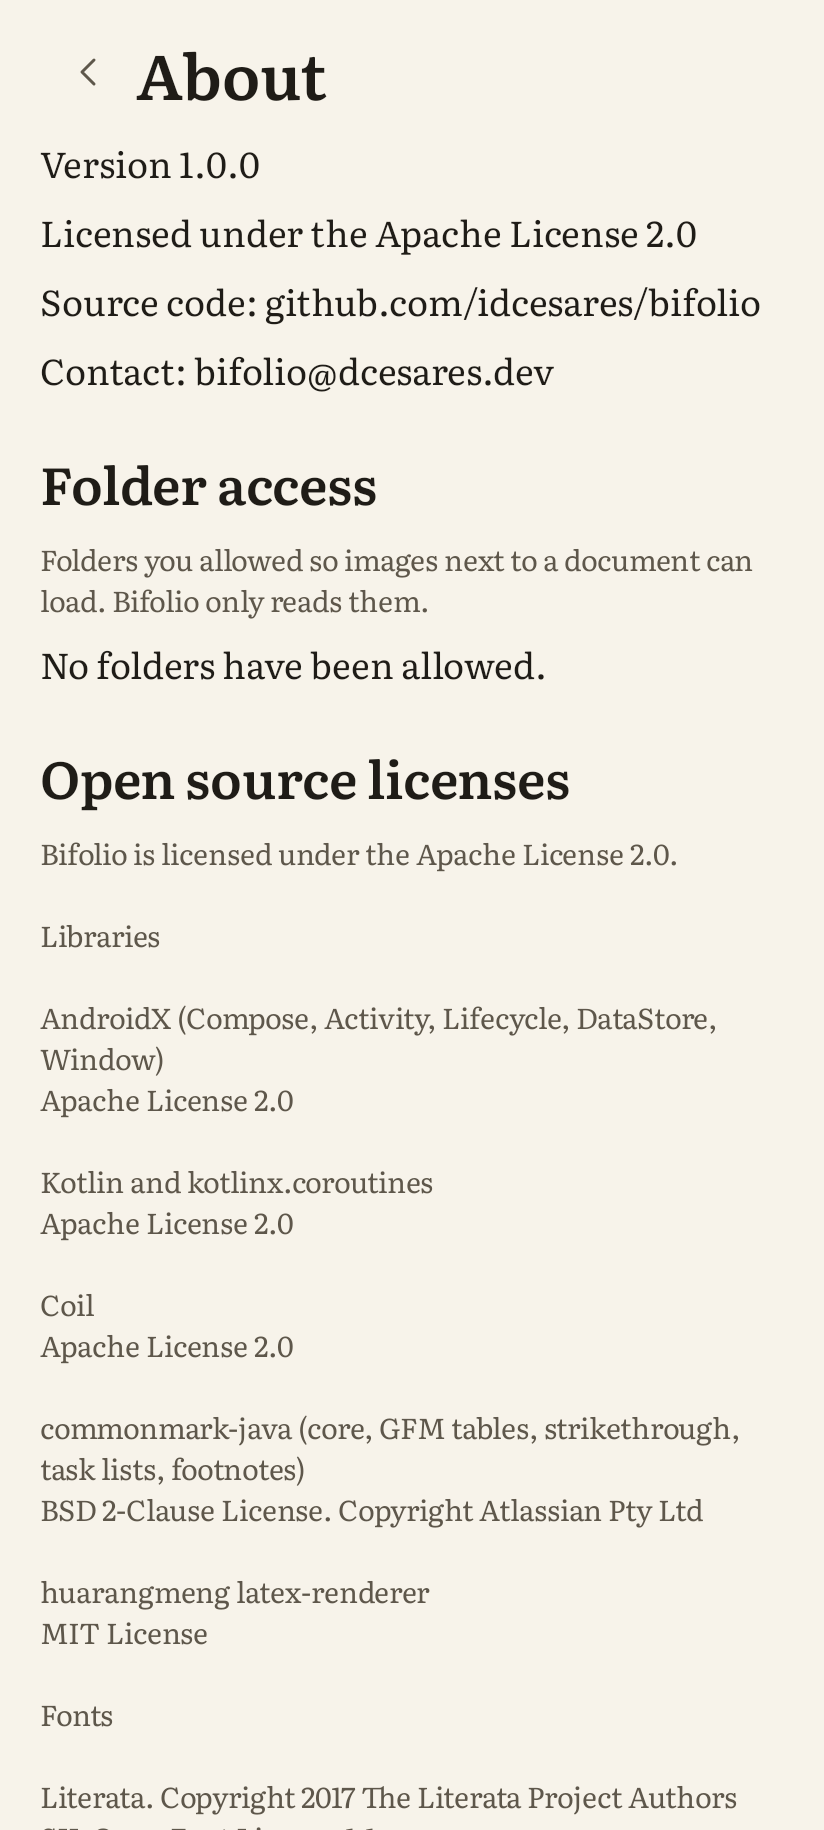 About
Version 1.0.0
Licensed under the Apache License 2.0
Source code: github.com/idcesares/bifolio
Contact: bifolio@dcesares.dev
Folder access
Folders you allowed so images next to a document can
load. Bifolio only reads them.
No folders have been allowed.
Open source licenses
Bifolio is licensed under the Apache License 2.0.
Libraries
AndroidX (Compose, Activity, Lifecycle, DataStore,
Window)
Apache License 2.0
Kotlin and kotlinx.coroutines
Apache License 2.0
Coil
Apache License 2.0
commonmark-java (core, GFM tables, strikethrough,
task lists, footnotes)
BSD 2-Clause License. Copyright Atlassian Pty Ltd
huarangmeng latex-renderer
MIT License
Fonts
Literata. Copyright 2017 The Literata Project Authors